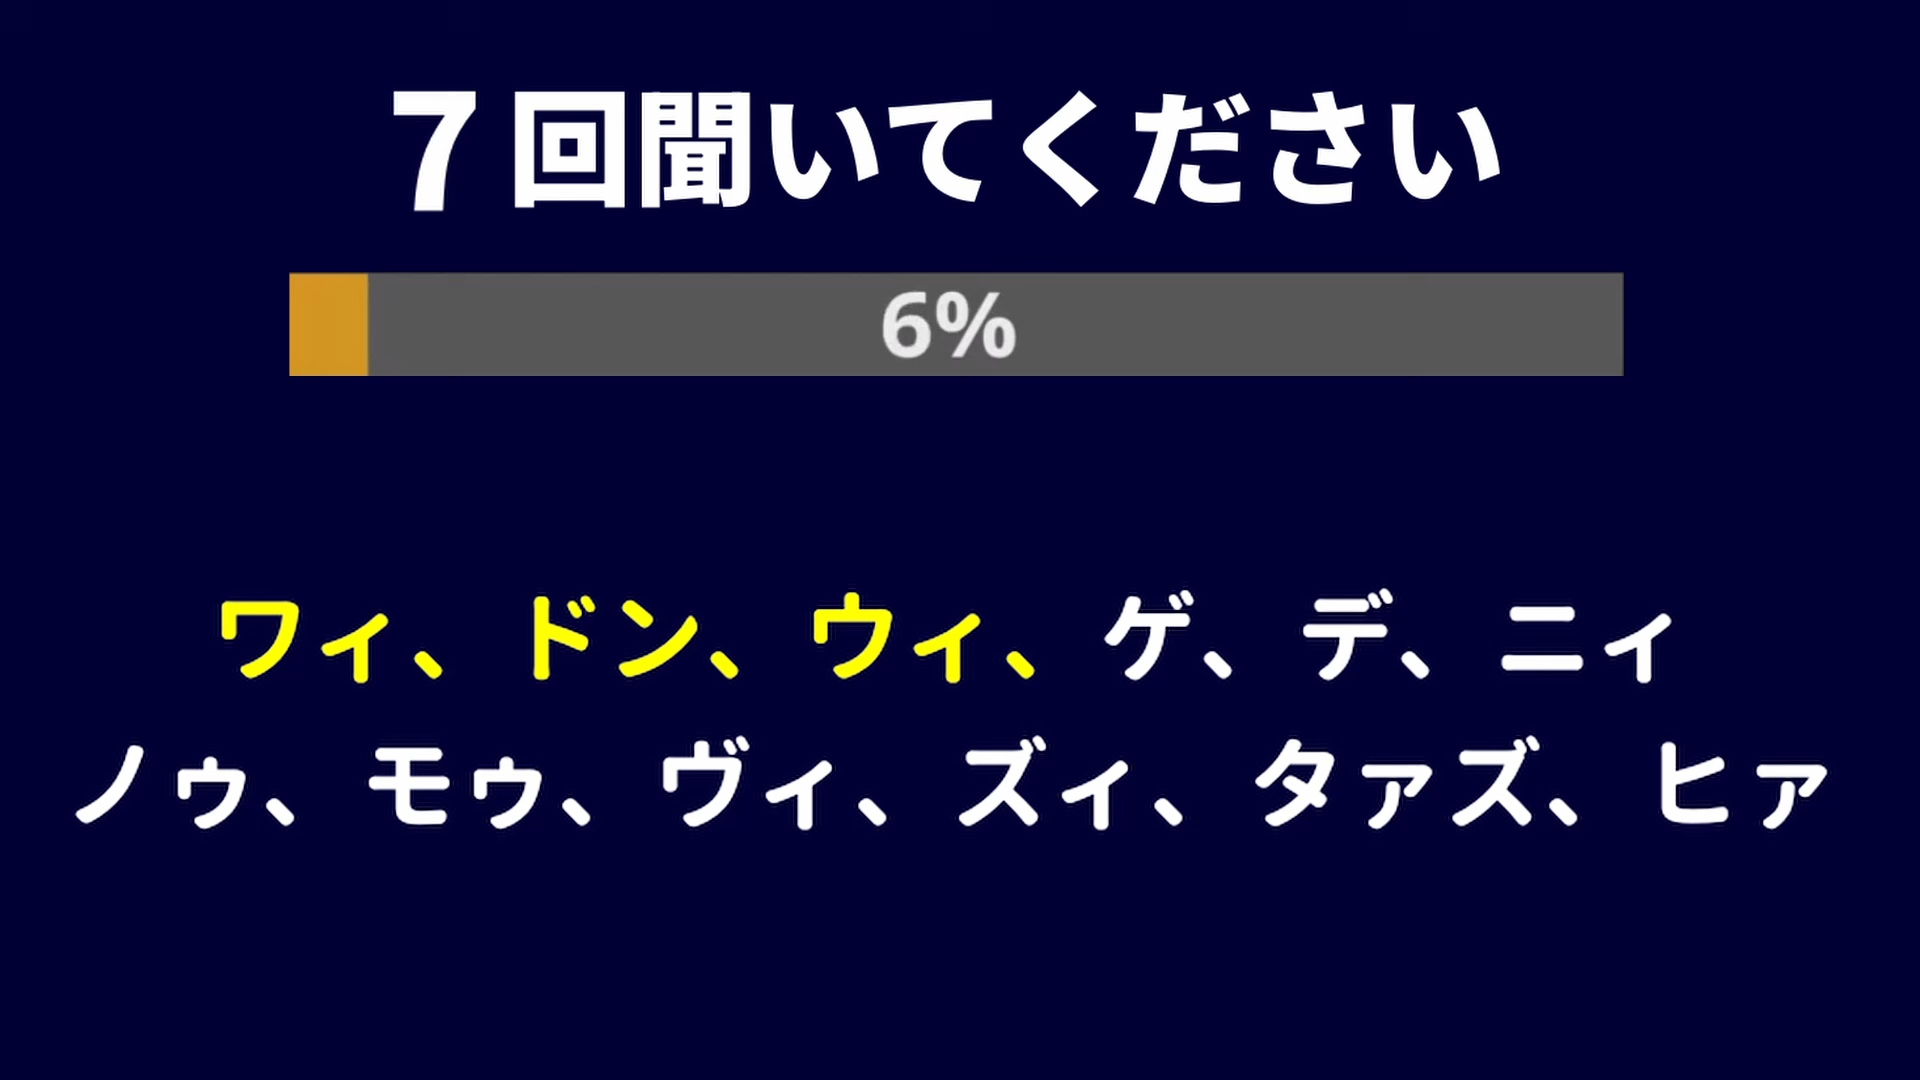 7回聞いてください
6%
ワィ、ドン、ウィ、ゲ、デ、ニィ
ノゥ、モゥ、ヴィ、ズィ、タァズ、ヒァ